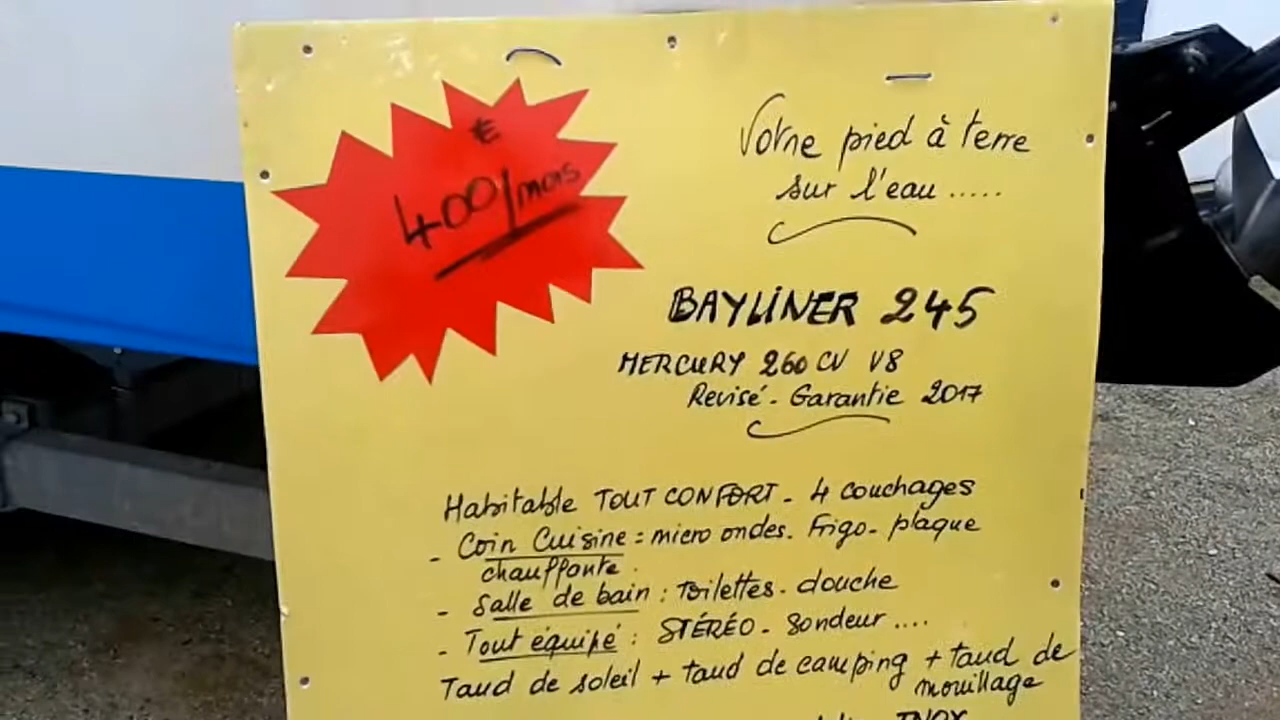 €
400/mois
Votre pied à terre
sur l'eau.....
BAYLINER 245
MERCURY 260 CV V8
Revisé - Garantie 2017
Habitable TOUT CONFORT - 4 couchages
- Coin Cuisine : micro ondes. Frigo - plaque
chauffante.
- Salle de bain : Toilettes - douche
- Tout équipé : STÉRÉO - Sondeur ....
Taud de soleil + taud de camping + taud de
mouillage
INOX